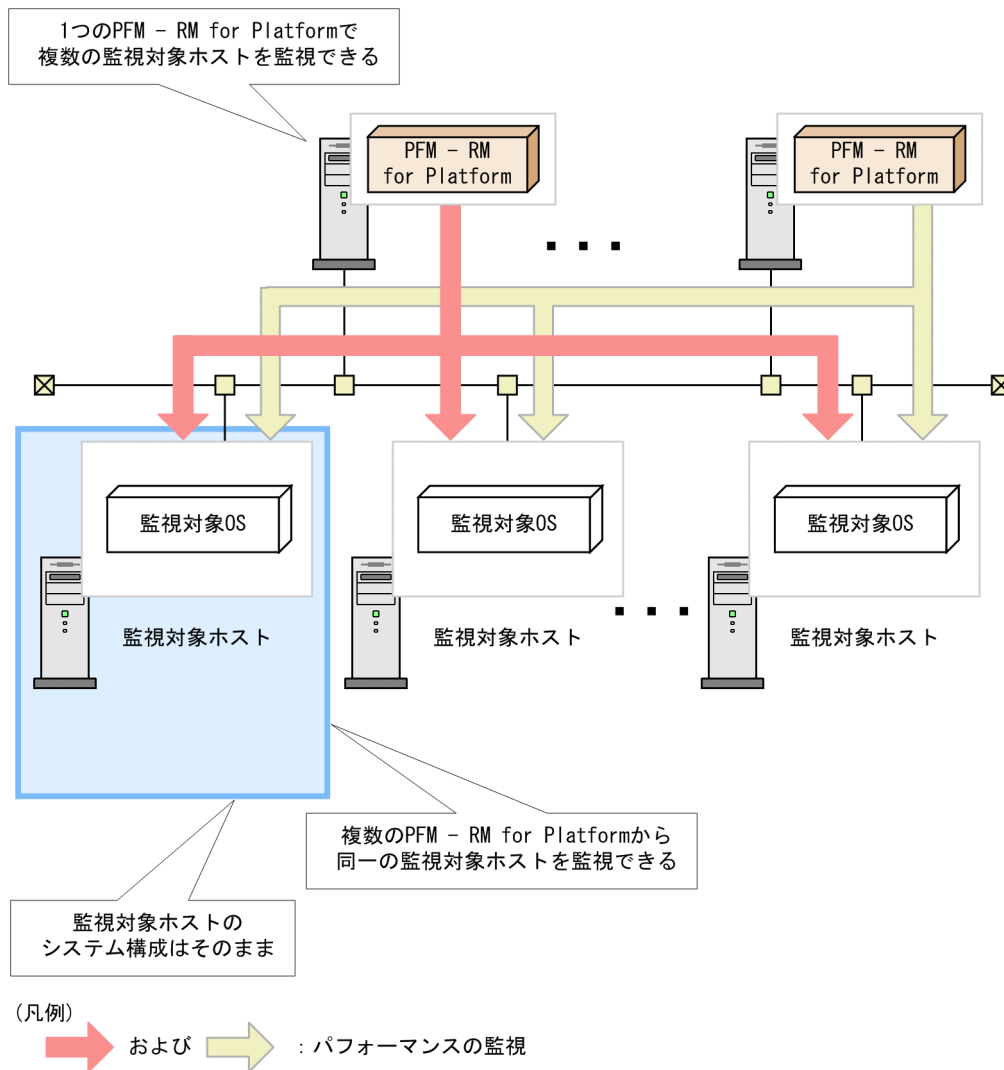 1つのPFM － RM for Platformで
複数の監視対象ホストを監視できる
PFM － RM
for Platform
PFM － RM
for Platform
監視対象OS
監視対象OS
監視対象OS
監視対象ホスト
監視対象ホスト
監視対象ホスト
複数のPFM － RM for Platformから
同一の監視対象ホストを監視できる
監視対象ホストの
システム構成はそのまま
(凡例)
および
：パフォーマンスの監視